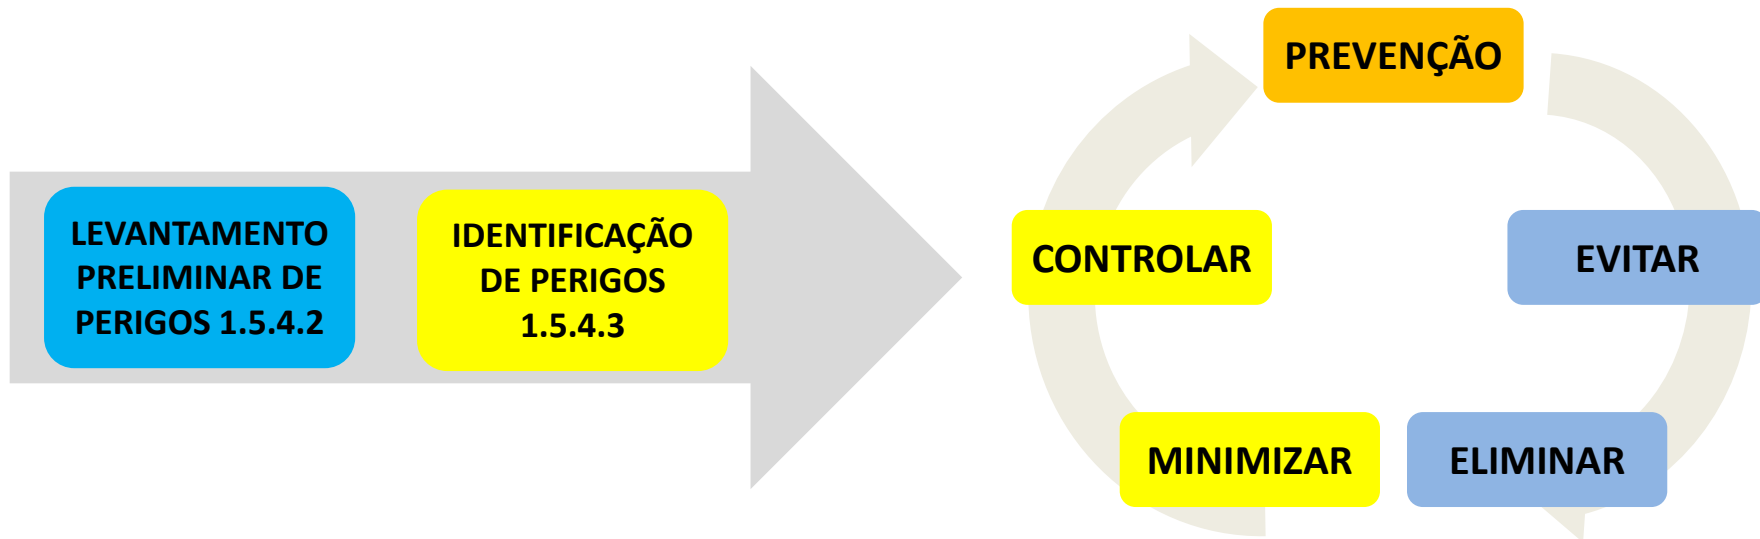 LEVANTAMENTO
PRELIMINAR DE
PERIGOS 1.5.4.2
IDENTIFICAÇÃO
DE PERIGOS
1.5.4.3
PREVENÇÃO
EVITAR
ELIMINAR
MINIMIZAR
CONTROLAR